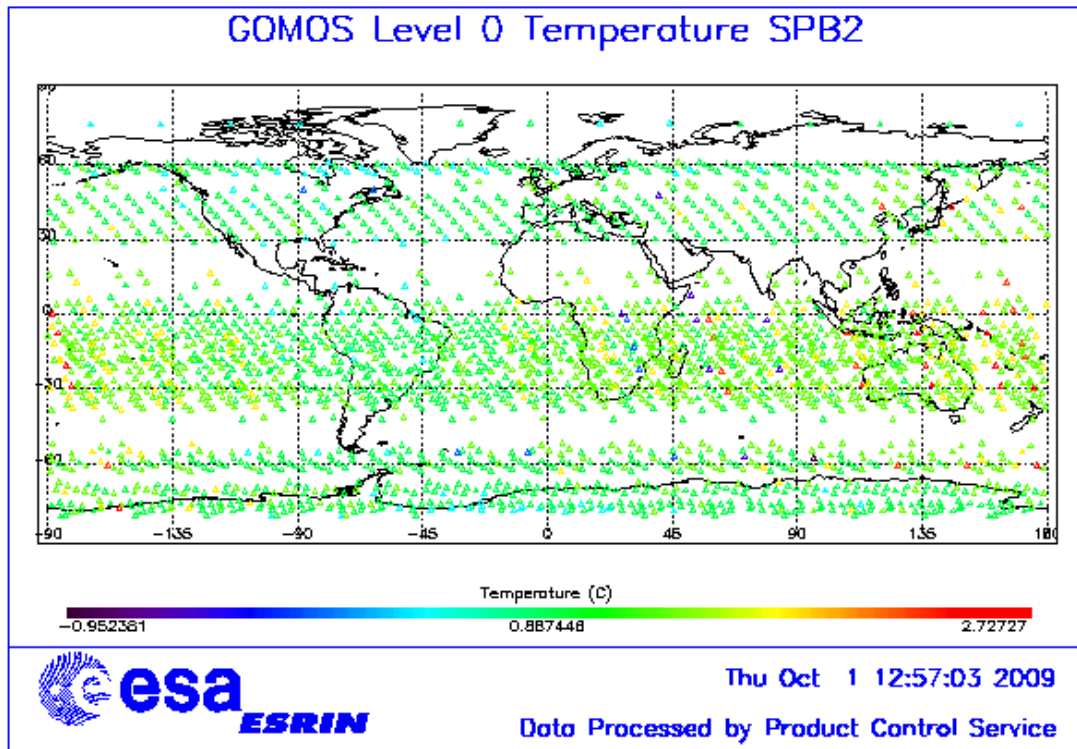 GOMOS Level 0 Temperature SPB2
60
30
0
-30
-60
-90 -135 -90 -45 0 45 90 135 180
Temperature (C)
-0.952381 0.887446 2.72727
esa
ESRIN
Thu Oct 1 12:57:03 2009
Data Processed by Product Control Service